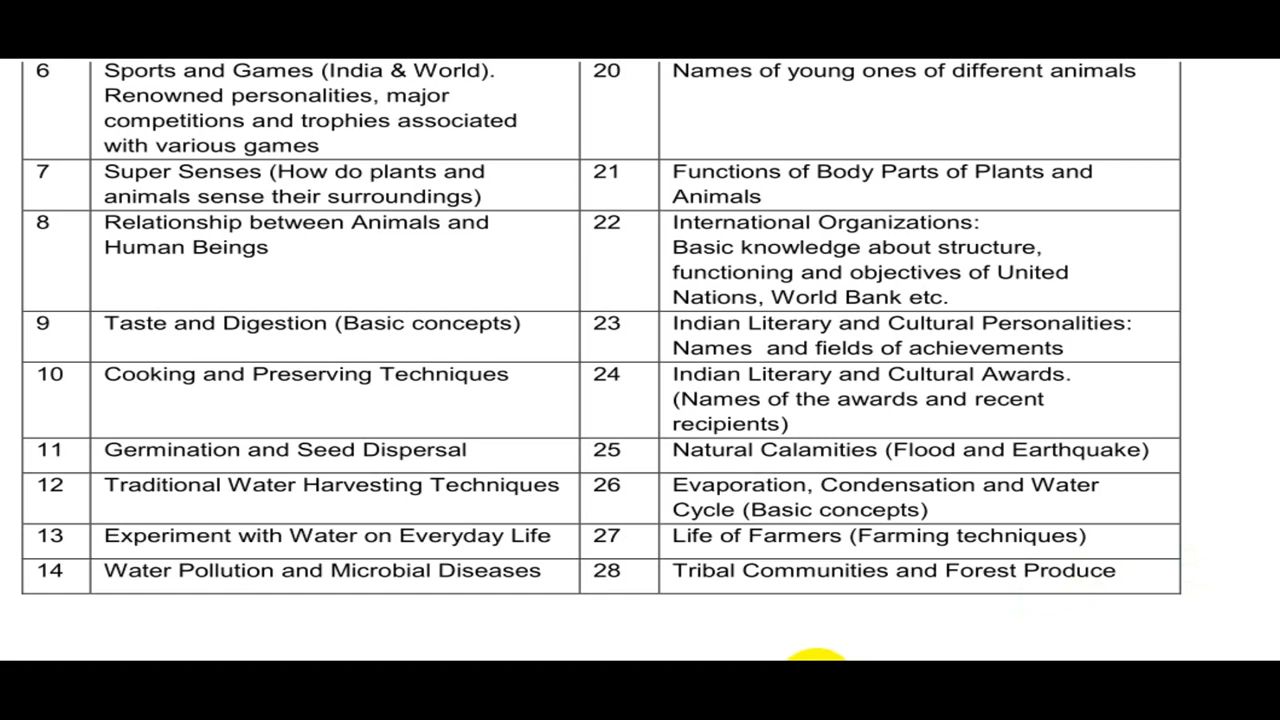 6 Sports and Games (India & World). 20 Names of young ones of different animals
Renowned personalities, major
competitions and trophies associated
with various games
7 Super Senses (How do plants and 21 Functions of Body Parts of Plants and
animals sense their surroundings) Animals
8 Relationship between Animals and 22 International Organizations:
Human Beings Basic knowledge about structure,
functioning and objectives of United
Nations, World Bank etc.
9 Taste and Digestion (Basic concepts) 23 Indian Literary and Cultural Personalities:
Names and fields of achievements
10 Cooking and Preserving Techniques 24 Indian Literary and Cultural Awards.
(Names of the awards and recent
recipients)
11 Germination and Seed Dispersal 25 Natural Calamities (Flood and Earthquake)
12 Traditional Water Harvesting Techniques 26 Evaporation, Condensation and Water
Cycle (Basic concepts)
13 Experiment with Water on Everyday Life 27 Life of Farmers (Farming techniques)
14 Water Pollution and Microbial Diseases 28 Tribal Communities and Forest Produce